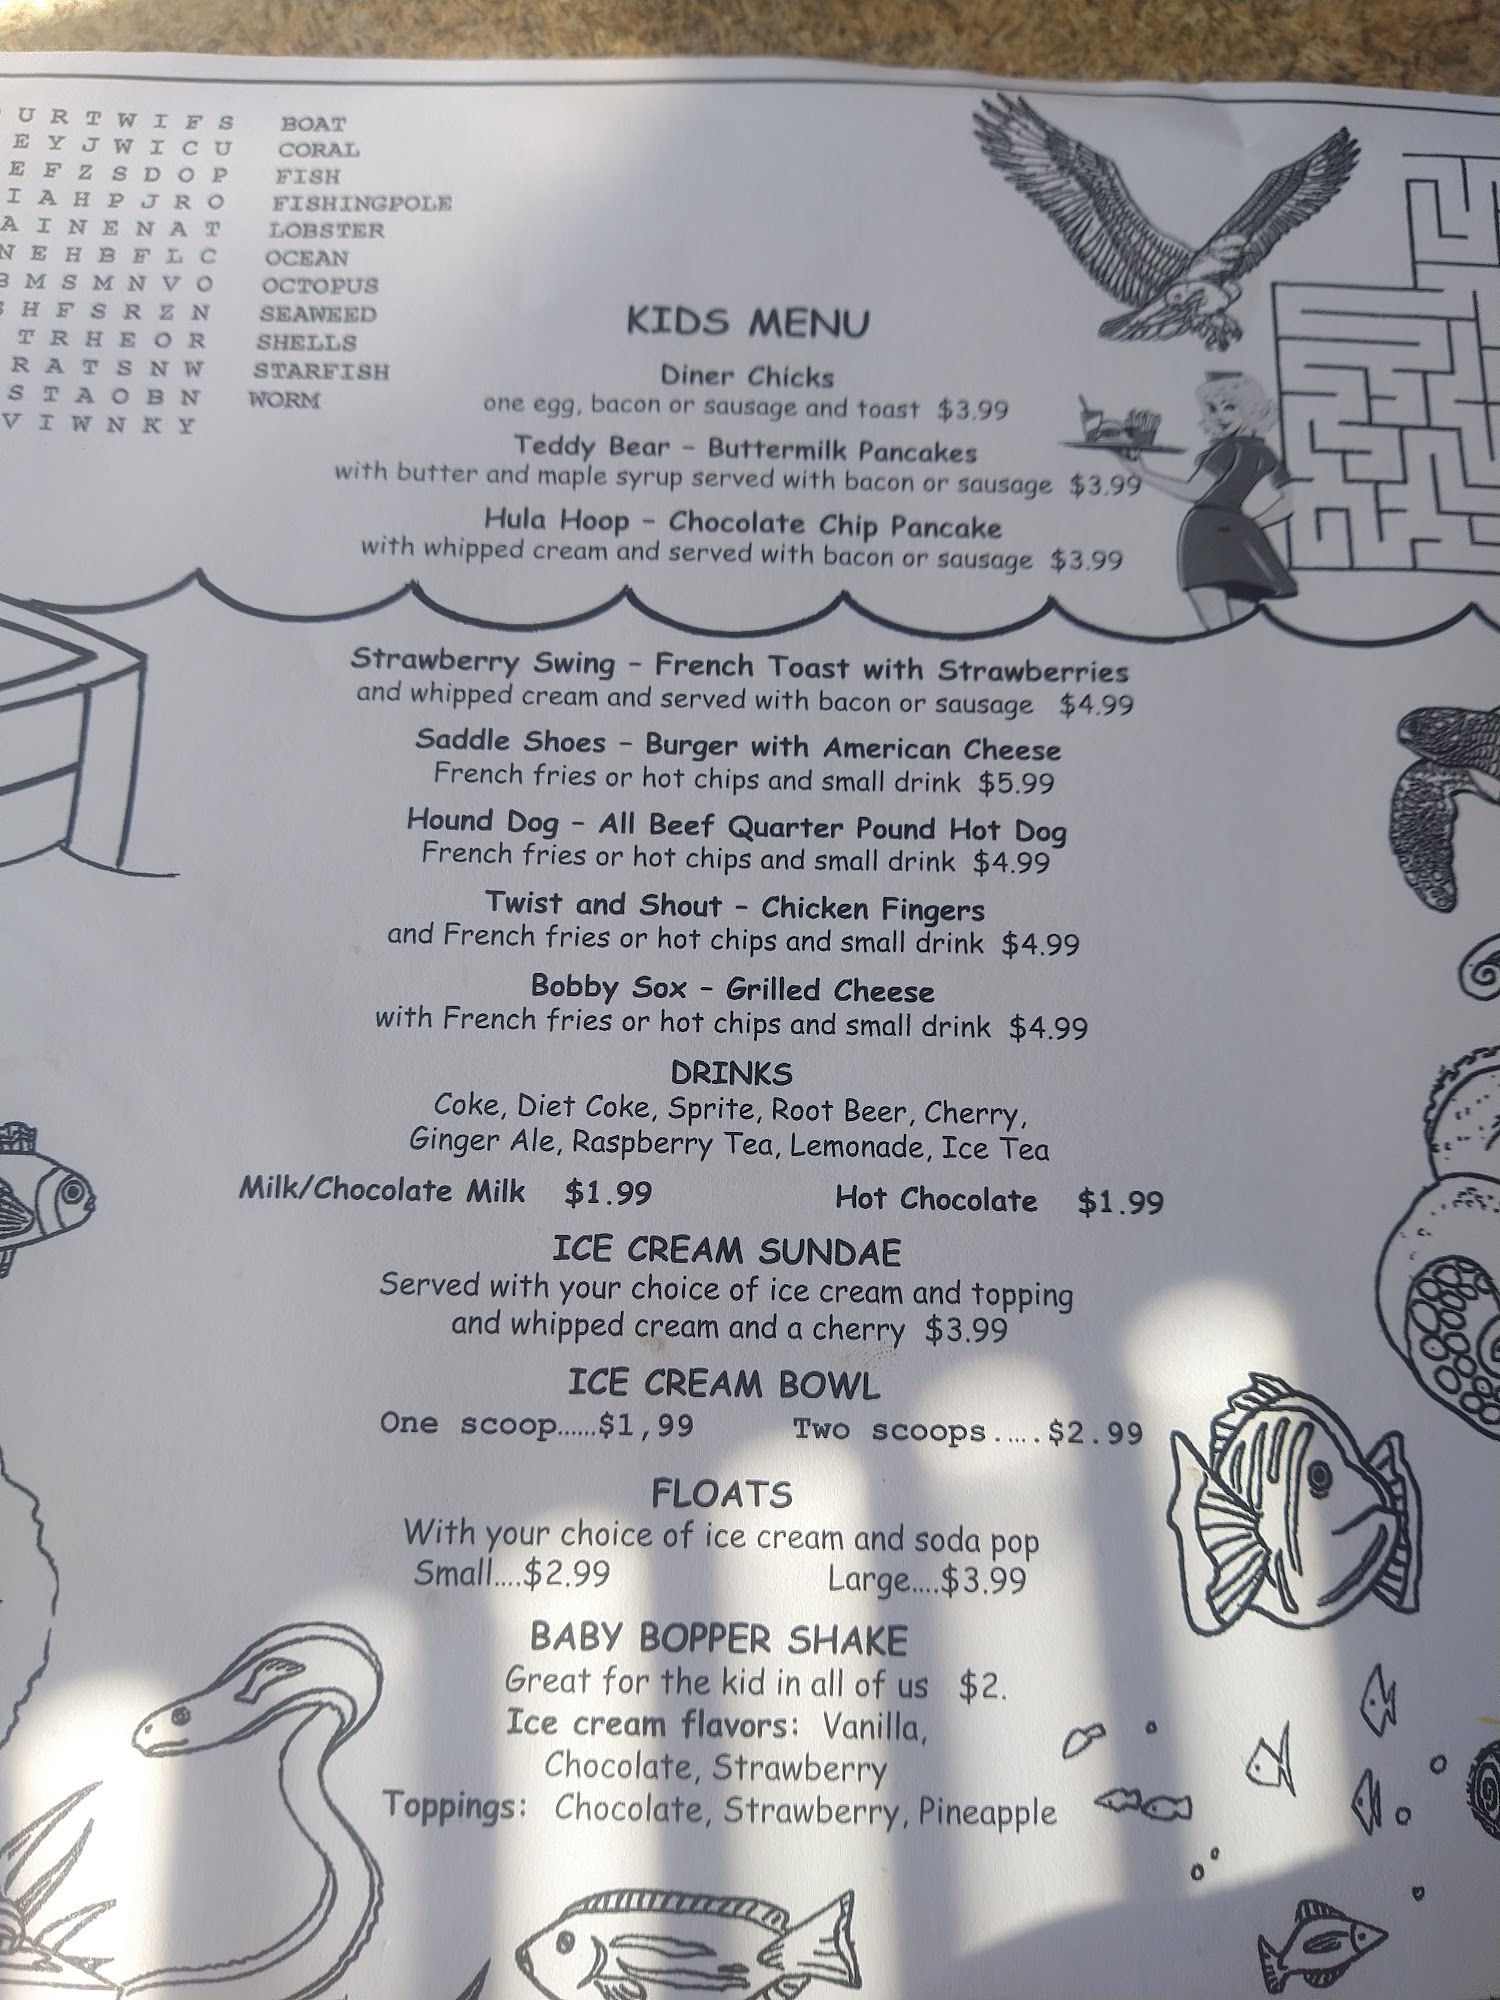 U R T W I F S
E Y J W I C U
E F Z S D O P
I A H P J R O
A I N E N A T
N E H B F L C
B M S M N V O
H F S R Z N
T R H E O R
R A T S N W
S T A O B N
V I W N K Y
BOAT
CORAL
FISH
FISHINGPOLE
LOBSTER
OCEAN
OCTOPUS
SEAWEED
SHELLS
STARFISH
WORM
KIDS MENU
Diner Chicks
one egg, bacon or sausage and toast $3.99
Teddy Bear - Buttermilk Pancakes
with butter and maple syrup served with bacon or sausage $3.99
Hula Hoop - Chocolate Chip Pancake
with whipped cream and served with bacon or sausage $3.99
Strawberry Swing - French Toast with Strawberries
and whipped cream and served with bacon or sausage $4.99
Saddle Shoes - Burger with American Cheese
French fries or hot chips and small drink $5.99
Hound Dog - All Beef Quarter Pound Hot Dog
French fries or hot chips and small drink $4.99
Twist and Shout - Chicken Fingers
and French fries or hot chips and small drink $4.99
Bobby Sox - Grilled Cheese
with French fries or hot chips and small drink $4.99
DRINKS
Coke, Diet Coke, Sprite, Root Beer, Cherry,
Ginger Ale, Raspberry Tea, Lemonade, Ice Tea
Milk/Chocolate Milk $1.99 Hot Chocolate $1.99
ICE CREAM SUNDAE
Served with your choice of ice cream and topping
and whipped cream and a cherry $3.99
ICE CREAM BOWL
One scoop......$1,99 Two scoops.....$2.99
FLOATS
With your choice of ice cream and soda pop
Small....$2.99 Large....$3.99
BABY BOPPER SHAKE
Great for the kid in all of us $2.
Ice cream flavors: Vanilla,
Chocolate, Strawberry
Toppings: Chocolate, Strawberry, Pineapple